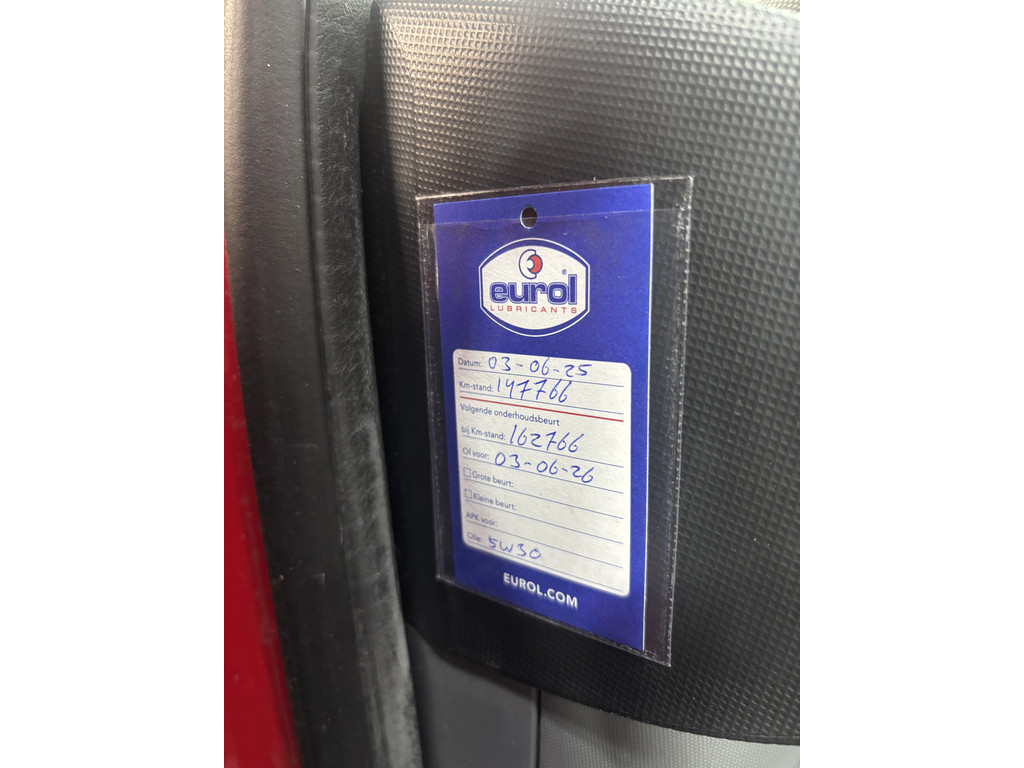 eurol®
LUBRICANTS
Datum: 03-06-25
Km-stand: 147766
Volgende onderhoudsbeurt
bij Km-stand: 162766
Of voor: 03-06-26
Grote beurt:
Kleine beurt:
APK voor:
Olie: 5W30
EUROL.COM